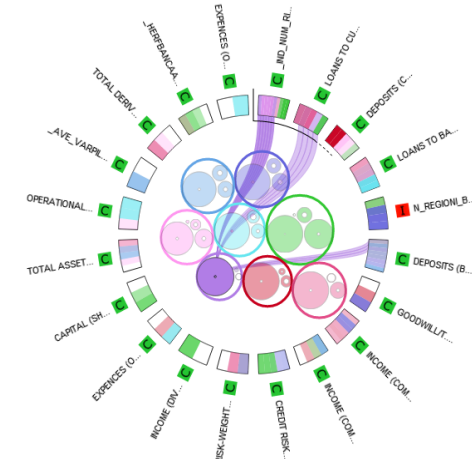 _IND_NUM_RI...
C
LOANS TO CU...
C
DEPOSITS (C...
C
LOANS TO BA...
C
N_REGIONI_B...
I
DEPOSITS (B...
C
GOODWILL/T...
C
INCOME (COM...
C
INCOME (COM...
C
CREDIT RISK...
C
RISK-WEIGHT...
C
INCOME (DIV...
C
EXPENCES (O...
C
CAPITAL (SH...
C
TOTAL ASSET...
C
OPERATIONAL...
C
_AVE_VARPIL...
C
TOTAL DERIV...
C
_HERFBANCAA...
C
EXPENCES (O...
C